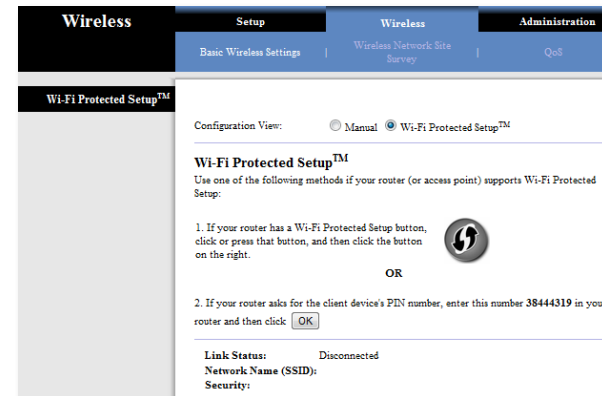 Wireless
Setup
Wireless
Administration
Basic Wireless Settings | Wireless Network Site Survey | QoS
Wi-Fi Protected Setup™
Configuration View: Manual Wi-Fi Protected Setup™
Wi-Fi Protected Setup™
Use one of the following methods if your router (or access point) supports Wi-Fi Protected
Setup:
1. If your router has a Wi-Fi Protected Setup button,
click or press that button, and then click the button
on the right.
OR
2. If your router asks for the client device's PIN number, enter this number 38444319 in you
router and then click OK
Link Status: Disconnected
Network Name (SSID):
Security: